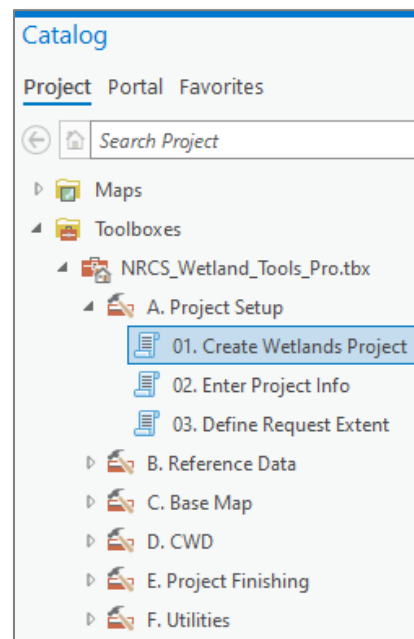 Catalog
Project Portal Favorites
Search Project
Maps
Toolboxes
NRCS_Wetland_Tools_Pro.tbx
A. Project Setup
01. Create Wetlands Project
02. Enter Project Info
03. Define Request Extent
B. Reference Data
C. Base Map
D. CWD
E. Project Finishing
F. Utilities